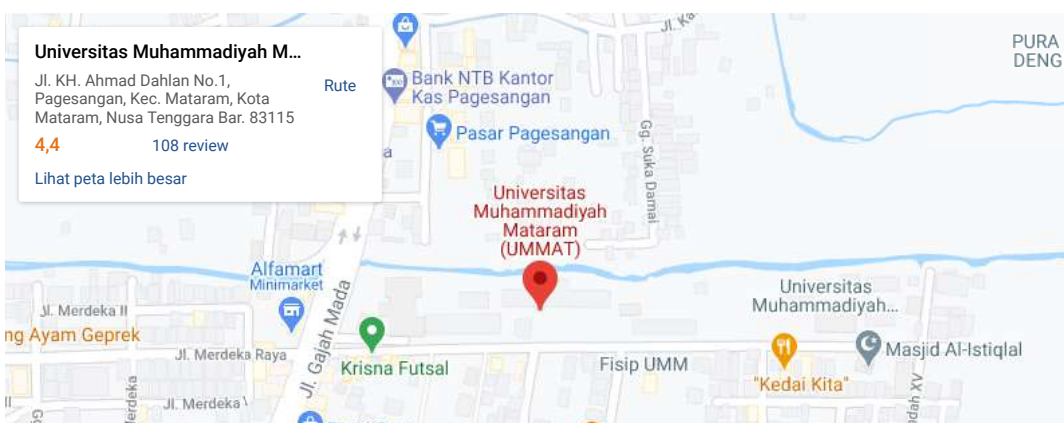 Universitas Muhammadiyah M...
Jl. KH. Ahmad Dahlan No.1,
Pagesangan, Kec. Mataram, Kota
Mataram, Nusa Tenggara Bar. 83115
Rute
4,4
108 review
Lihat peta lebih besar
PURA
DENG
Bank NTB Kantor
Kas Pagesangan
Pasar Pagesangan
a
Gg. Suka Damai
Universitas
Muhammadiyah
Mataram
(UMMAT)
Alfamart
Minimarket
Jl. Gajah Mada
Universitas
Muhammadiyah...
Jl. Merdeka II
ng Ayam Geprek
Jl. Merdeka Raya
Krisna Futsal
Fisip UMM
"Kedai Kita"
Masjid Al-Istiqlal
Jl. Merdeka
erdeka
dah XV